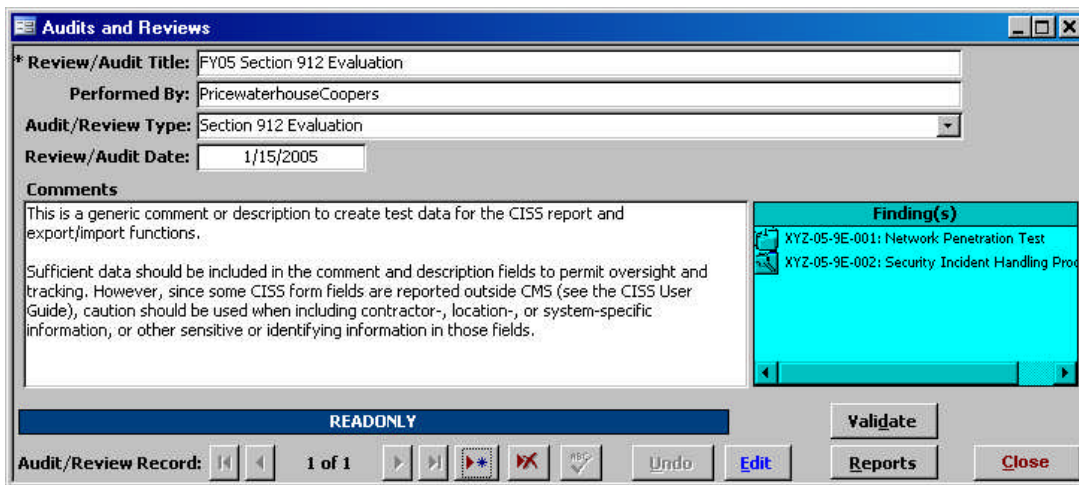 Audits and Reviews
* Review/Audit Title: FY05 Section 912 Evaluation
Performed By: PricewaterhouseCoopers
Audit/Review Type: Section 912 Evaluation
Review/Audit Date: 1/15/2005
Comments
This is a generic comment or description to create test data for the CISS report and
export/import functions.
Sufficient data should be included in the comment and description fields to permit oversight and
tracking. However, since some CISS form fields are reported outside CMS (see the CISS User
Guide), caution should be used when including contractor-, location-, or system-specific
information, or other sensitive or identifying information in those fields.
Finding(s)
XYZ-05-9E-001: Network Penetration Test
XYZ-05-9E-002: Security Incident Handling Proc
READONLY
Validate
Audit/Review Record: 1 of 1 ABC Undo Edit Reports Close